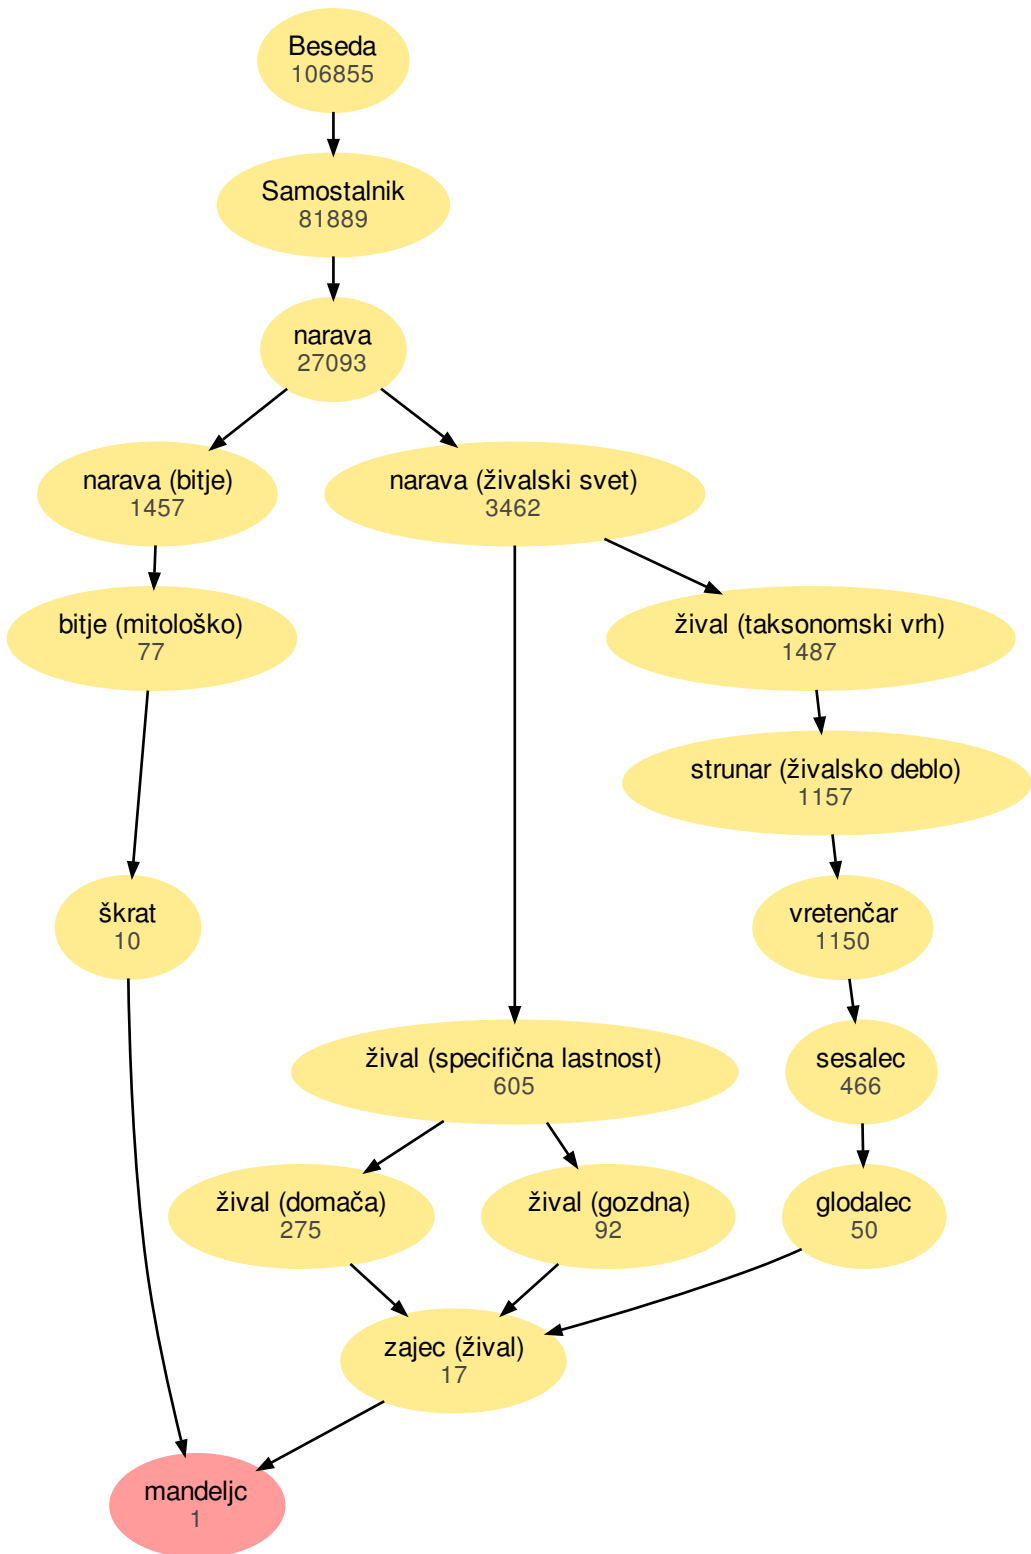 Beseda
106855
Samostalnik
81889
narava
27093
narava (bitje)
1457
narava (živalski svet)
3462
bitje (mitološko)
77
žival (taksonomski vrh)
1487
strunar (živalsko deblo)
1157
škrat
10
vretenčar
1150
žival (specifična lastnost)
605
sesalec
466
žival (domača)
275
žival (gozdna)
92
glodalec
50
zajec (žival)
17
mandeljc
1